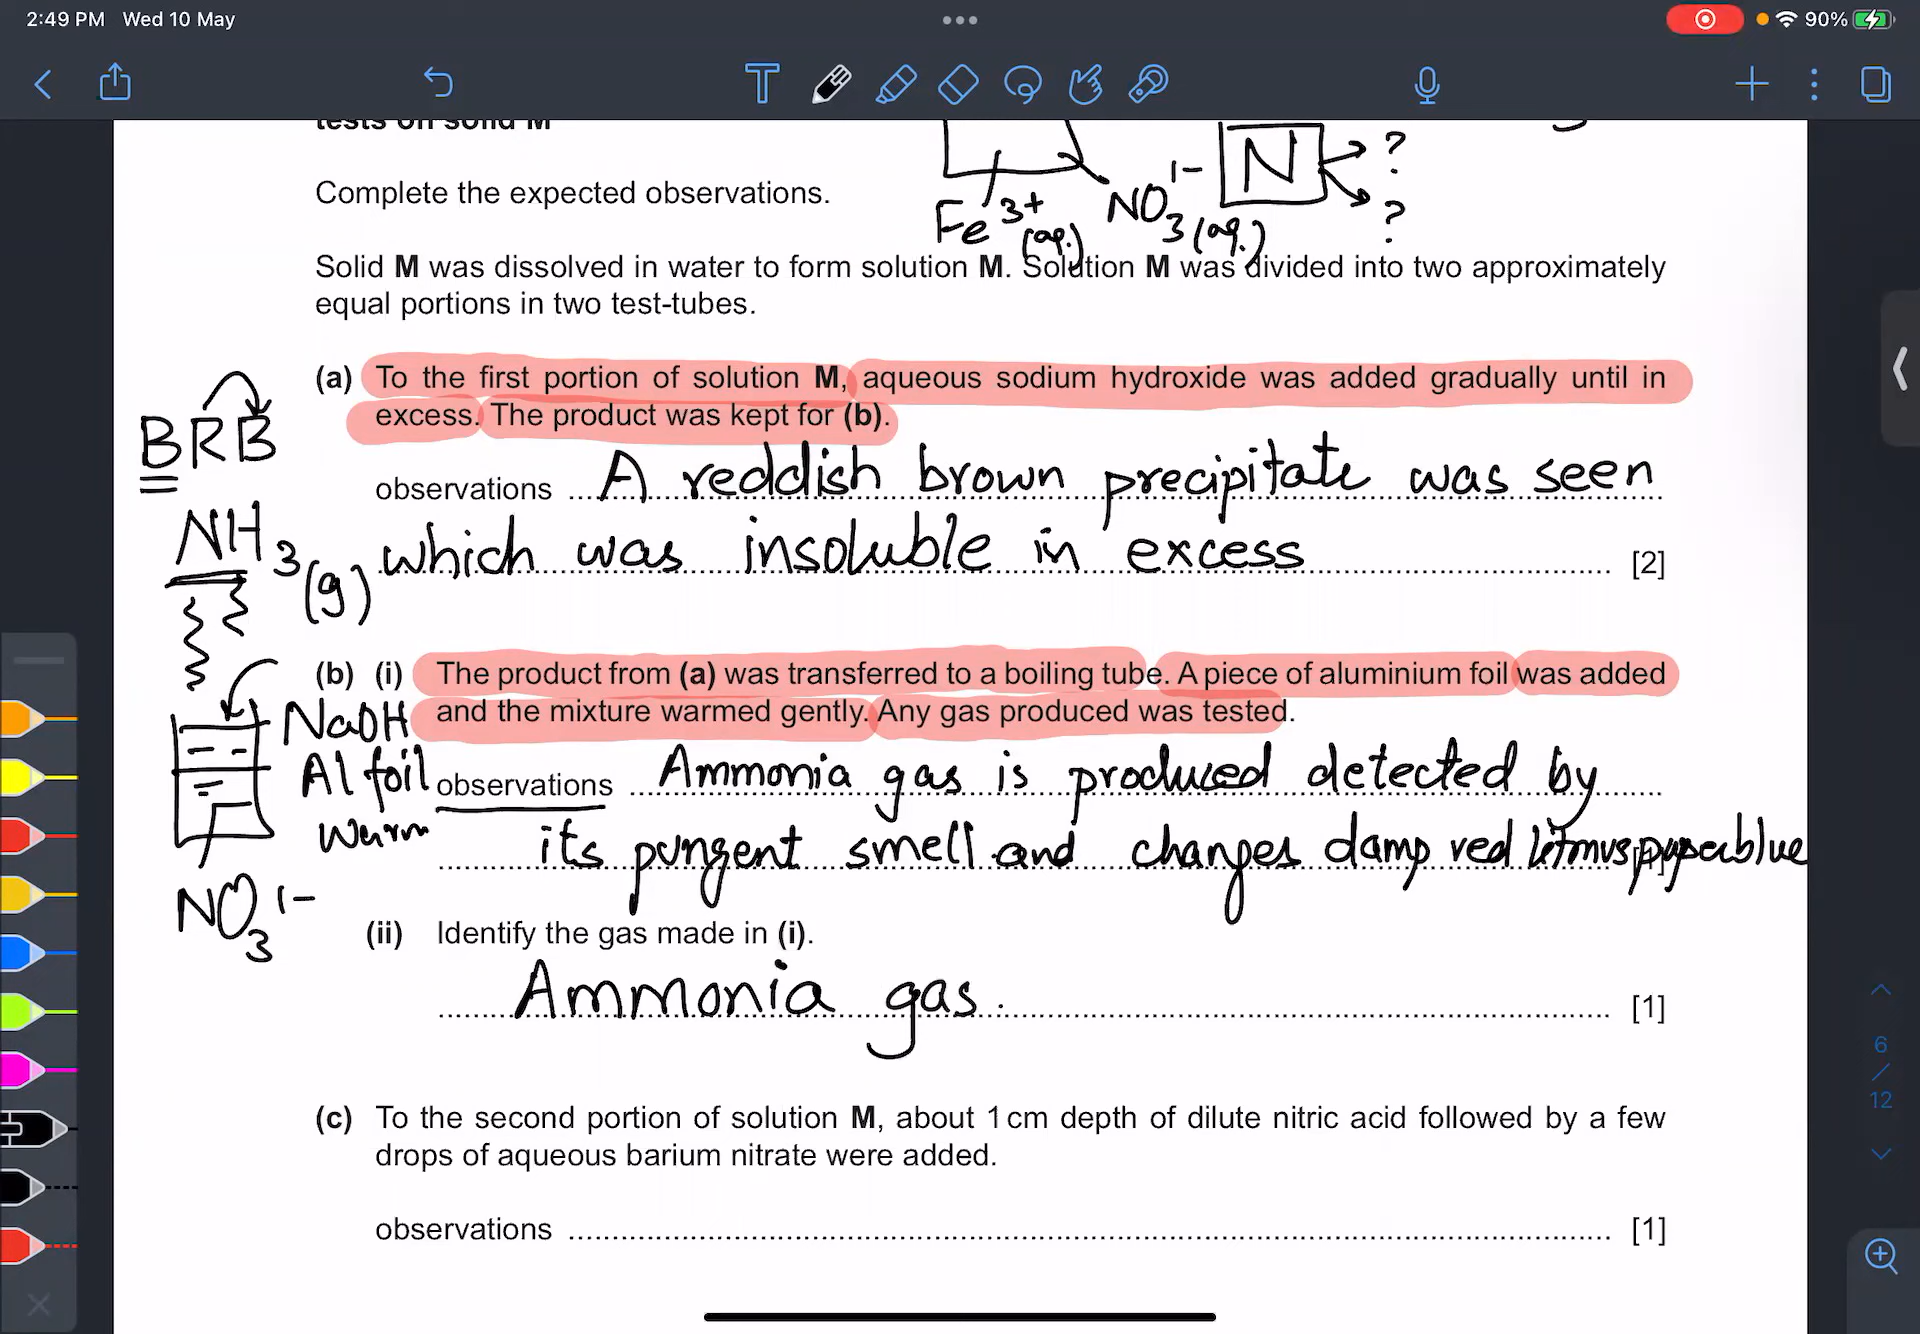 2:49 PM Wed 10 May
90%
tests on solid M
N
?
?
Complete the expected observations.
Fe 3+ (aq.)
NO3 1- (aq.)
Solid M was dissolved in water to form solution M. Solution M was divided into two approximately
equal portions in two test-tubes.
(a) To the first portion of solution M, aqueous sodium hydroxide was added gradually until in
excess. The product was kept for (b).
BRB
observations A reddish brown precipitate was seen
NH3(g) which was insoluble in excess [2]
(b) (i) The product from (a) was transferred to a boiling tube. A piece of aluminium foil was added
NaOH and the mixture warmed gently. Any gas produced was tested.
Al foil observations Ammonia gas is produced detected by
Warm its pungent smell and changes damp red litmus paper blue
NO3 1-
(ii) Identify the gas made in (i).
Ammonia gas. [1]
(c) To the second portion of solution M, about 1 cm depth of dilute nitric acid followed by a few
drops of aqueous barium nitrate were added.
observations [1]
6
/
12